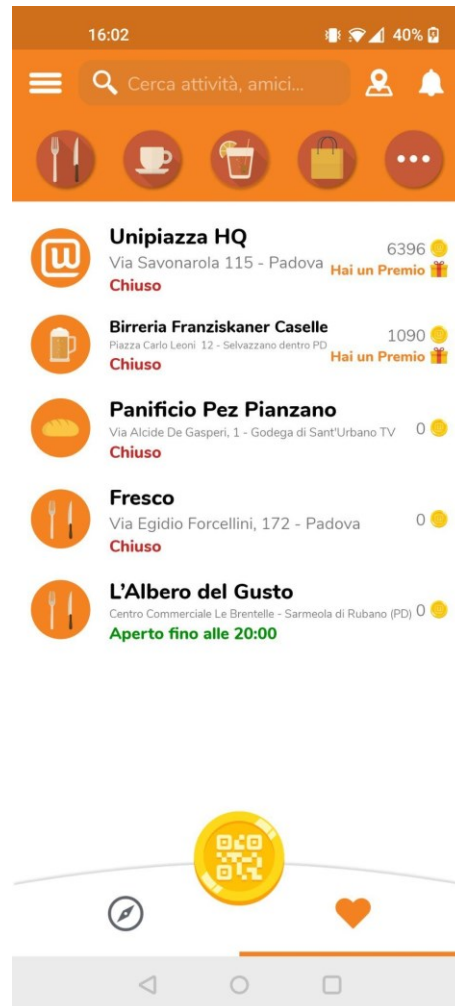 16:02
40%
Cerca attività, amici...
Unipiazza HQ
6396
Via Savonarola 115 - Padova
Hai un Premio
Chiuso
Birreria Franziskaner Caselle
1090
Piazza Carlo Leoni 12 - Selvazzano dentro PD
Hai un Premio
Chiuso
Panificio Pez Pianzano
Via Alcide De Gasperi, 1 - Godega di Sant'Urbano TV
0
Chiuso
Fresco
Via Egidio Forcellini, 172 - Padova
0
Chiuso
L'Albero del Gusto
Centro Commerciale Le Brentelle - Sarmeola di Rubano (PD)
0
Aperto fino alle 20:00